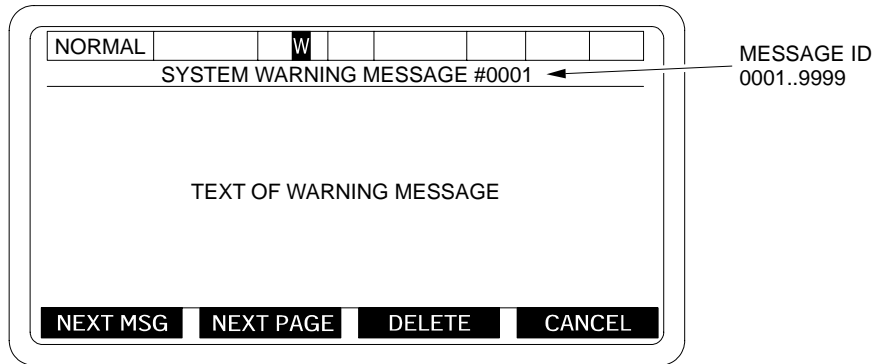 NORMAL W
SYSTEM WARNING MESSAGE #0001
MESSAGE ID
0001..9999
TEXT OF WARNING MESSAGE
NEXT MSG NEXT PAGE DELETE CANCEL